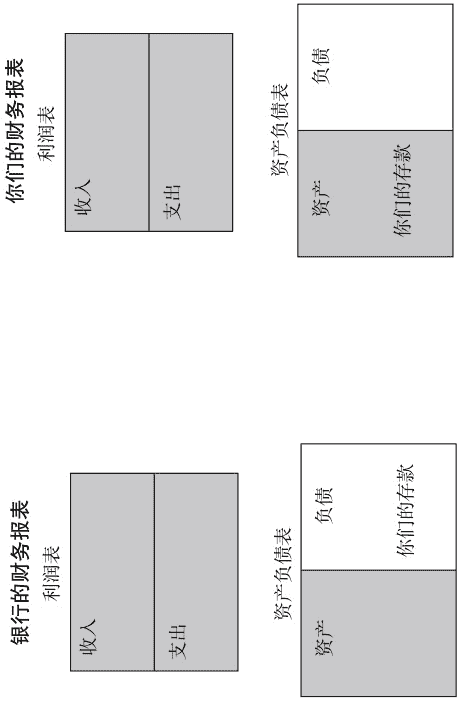 银行的财务报表
利润表
收入
支出
资产负债表
资产 负债
你们的存款
你们的财务报表
利润表
收入
支出
资产负债表
资产 负债
你们的存款